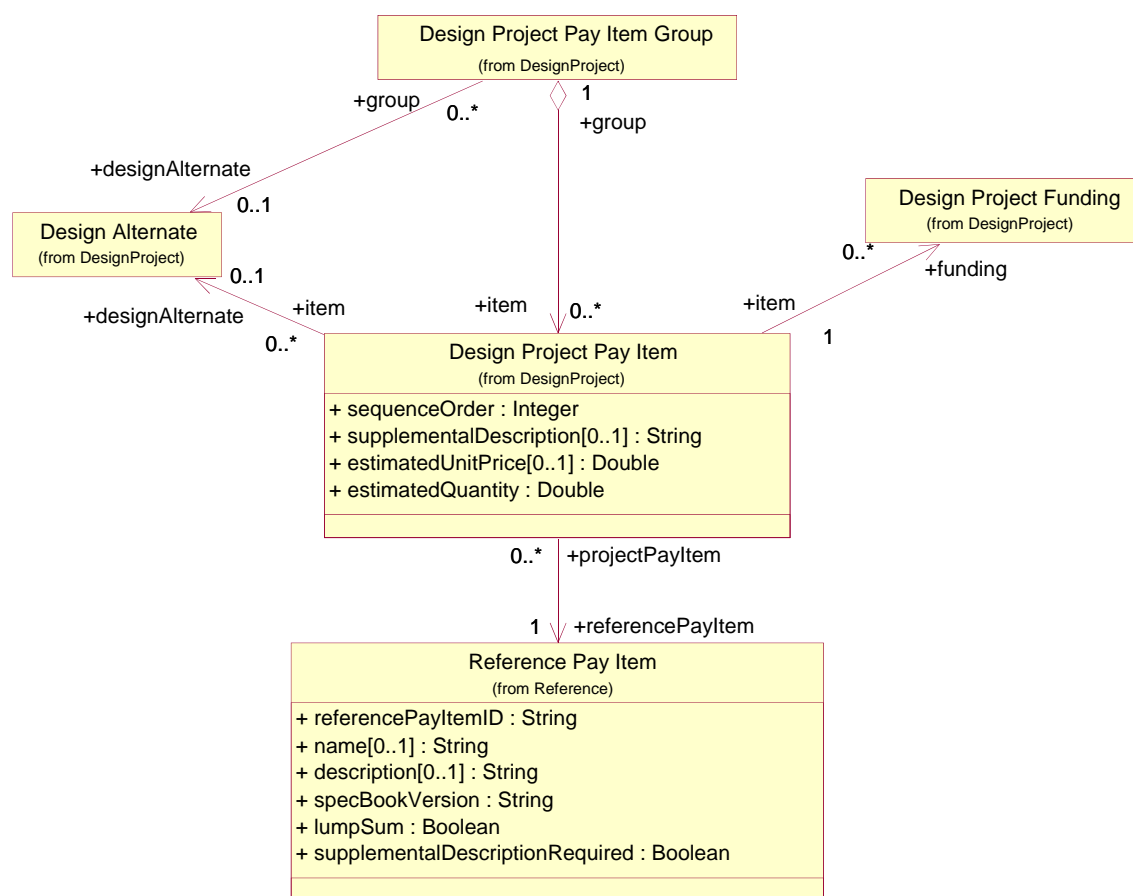 Design Project Pay Item Group
(from DesignProject)
+group
0..*
1
+group
+designAlternate
0..1
Design Alternate
(from DesignProject)
Design Project Funding
(from DesignProject)
0..1
+designAlternate
+item
0..*
+item
0..*
0..*
+funding
+item
1
Design Project Pay Item
(from DesignProject)
+ sequenceOrder : Integer
+ supplementalDescription[0..1] : String
+ estimatedUnitPrice[0..1] : Double
+ estimatedQuantity : Double
0..*
+projectPayItem
1
+referencePayItem
Reference Pay Item
(from Reference)
+ referencePayItemID : String
+ name[0..1] : String
+ description[0..1] : String
+ specBookVersion : String
+ lumpSum : Boolean
+ supplementalDescriptionRequired : Boolean